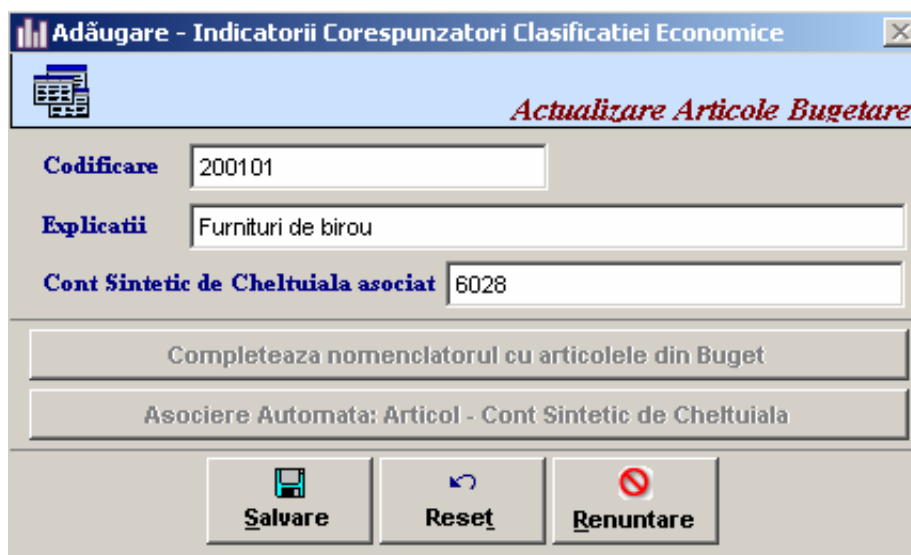 Adăugare - Indicatorii Corespunzatori Clasificatiei Economice
Actualizare Articole Bugetare
Codificare 200101
Explicatii Furnituri de birou
Cont Sintetic de Cheltuiala asociat 6028
Completeaza nomenclatorul cu articolele din Buget
Asociere Automata: Articol - Cont Sintetic de Cheltuiala
Salvare Reset Renuntare